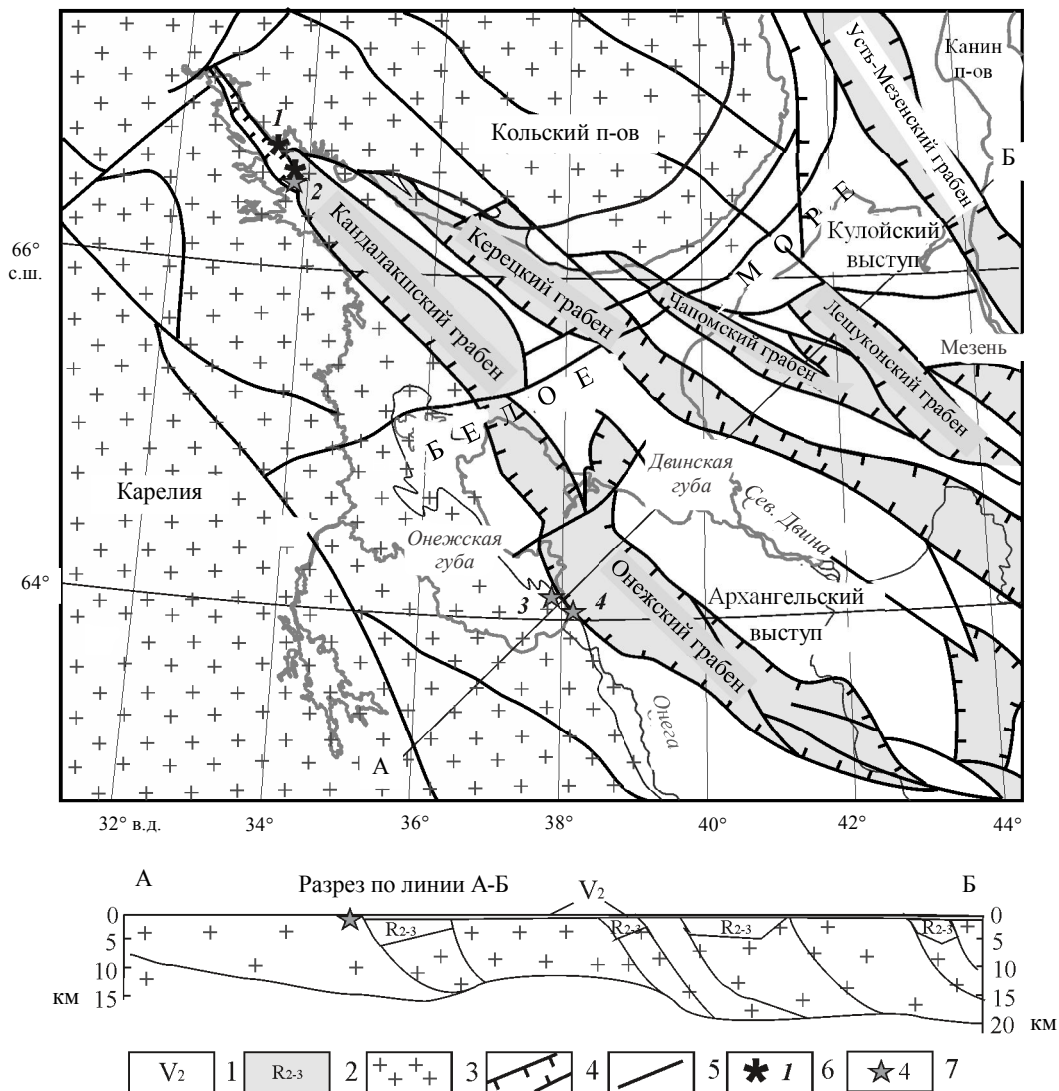 Канин
п-ов
Усть-Мезенский грабен
1
Кольский п-ов
Б
2
66°
с.ш.
Кандалакшский грабен
Керецкий грабен
БЕЛОЕ
МОРЕ
Кулойский
выступ
Чапомский грабен
Лешуконский грабен
Мезень
Карелия
Двинская
губа
Сев. Двина
Онежская
губа
64°
3
4
Онежский грабен
Архангельский
выступ
Онега
А
32° в.д.
34°
36°
38°
40°
42°
44°
А
Разрез по линии А-Б
V2
Б
0
R2-3
R2-3
R2-3
0
5
5
10
10
15
15
км
20
км
V2 1 R2-3 2 3 4 5 1 6 4 7